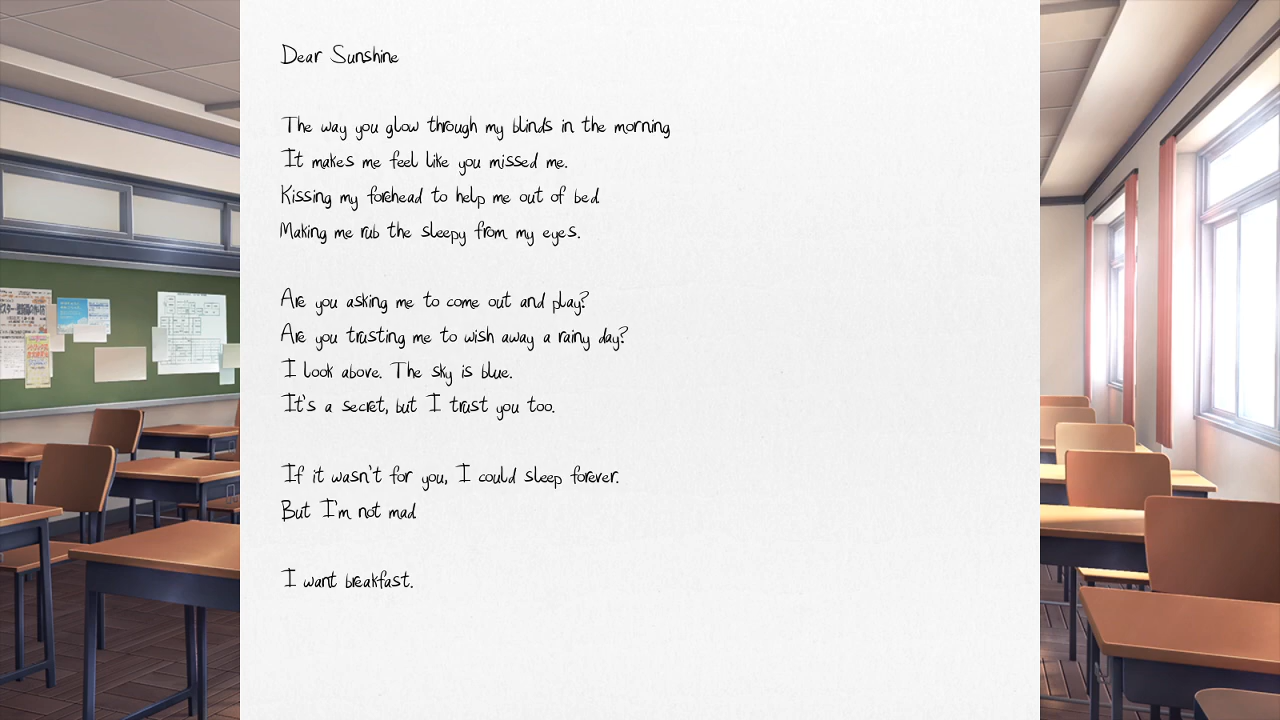 Dear Sunshine
The way you glow through my blinds in the morning
It makes me feel like you missed me.
Kissing my forehead to help me out of bed
Making me rub the sleepy from my eyes.
Are you asking me to come out and play?
Are you trusting me to wish away a rainy day?
I look above. The sky is blue.
It's a secret, but I trust you too.
If it wasn't for you, I could sleep forever.
But I'm not mad
I want breakfast.